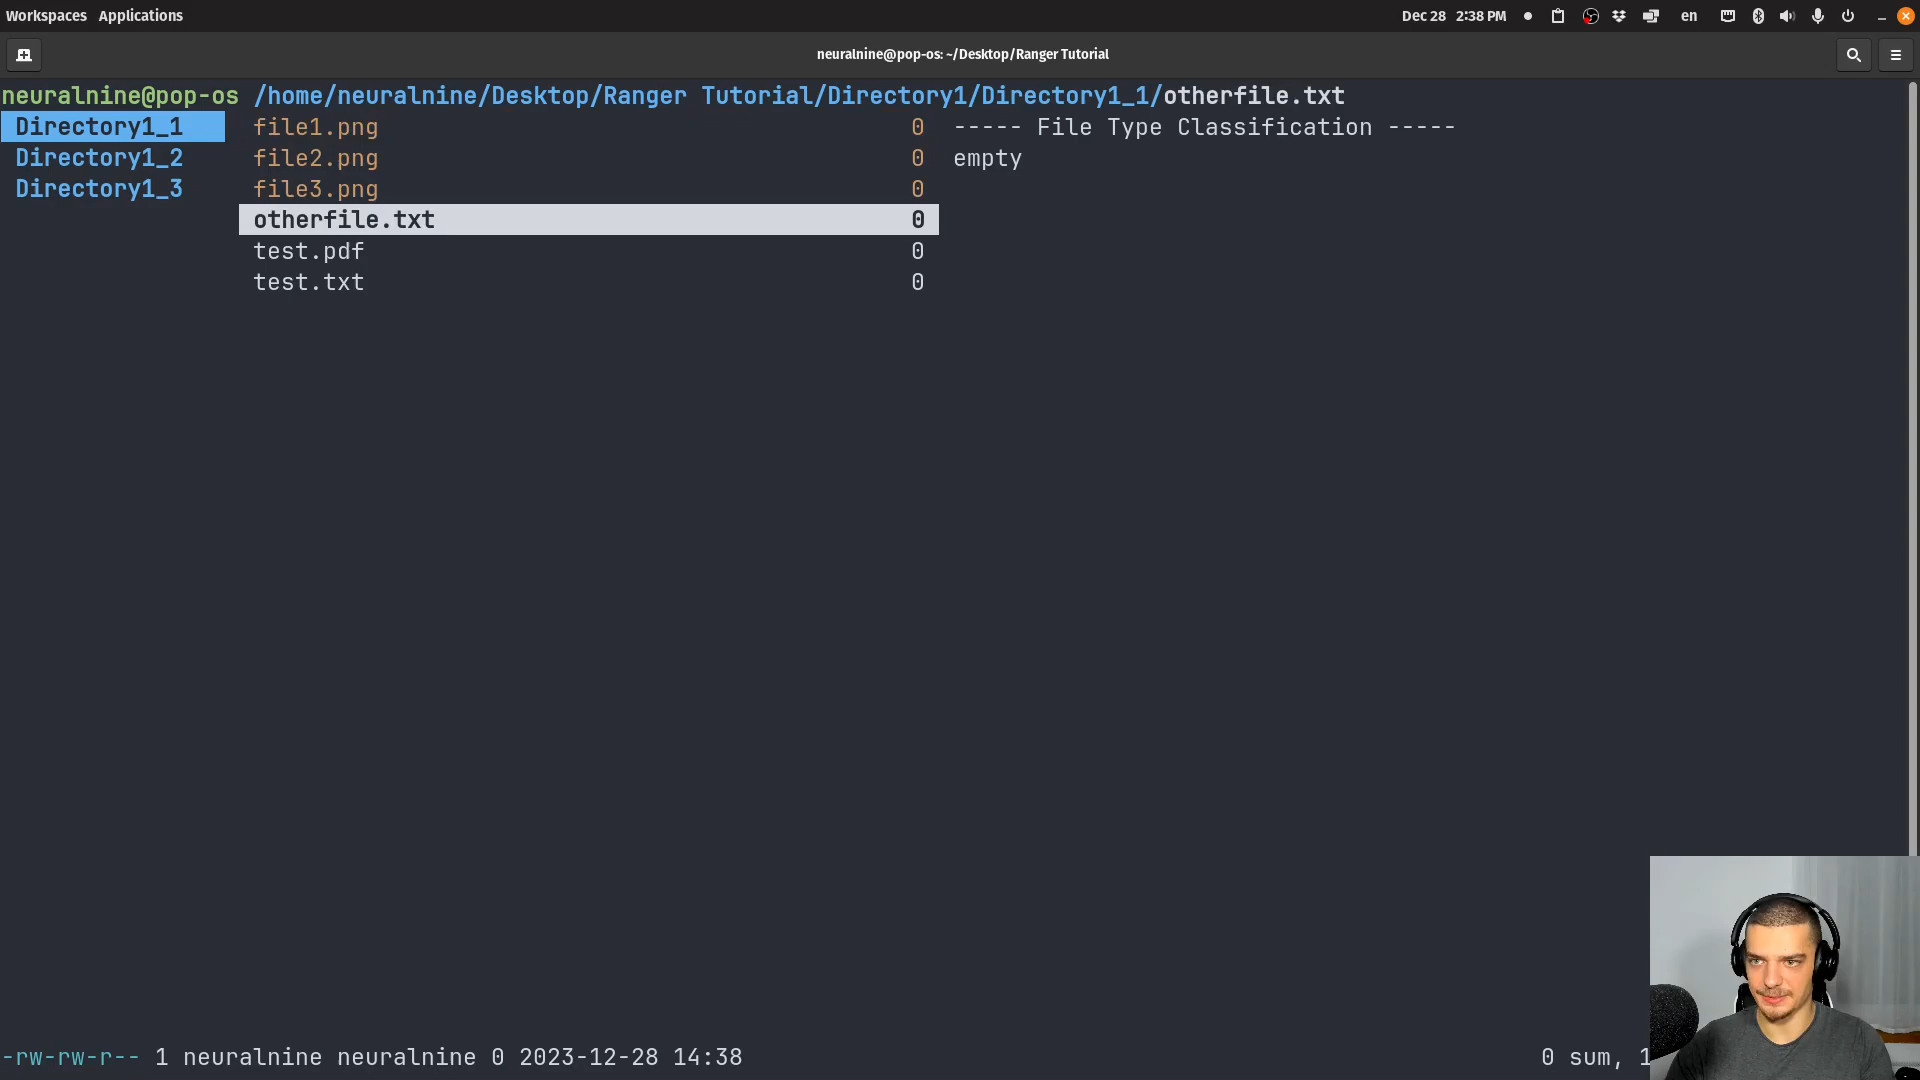 Workspaces Applications Dec 28 2:38 PM en
neuralnine@pop-os: ~/Desktop/Ranger Tutorial
neuralnine@pop-os /home/neuralnine/Desktop/Ranger Tutorial/Directory1/Directory1_1/otherfile.txt
Directory1_1 file1.png 0 ----- File Type Classification -----
Directory1_2 file2.png 0 empty
Directory1_3 file3.png 0
otherfile.txt 0
test.pdf 0
test.txt 0
-rw-rw-r-- 1 neuralnine neuralnine 0 2023-12-28 14:38 0 sum, 1